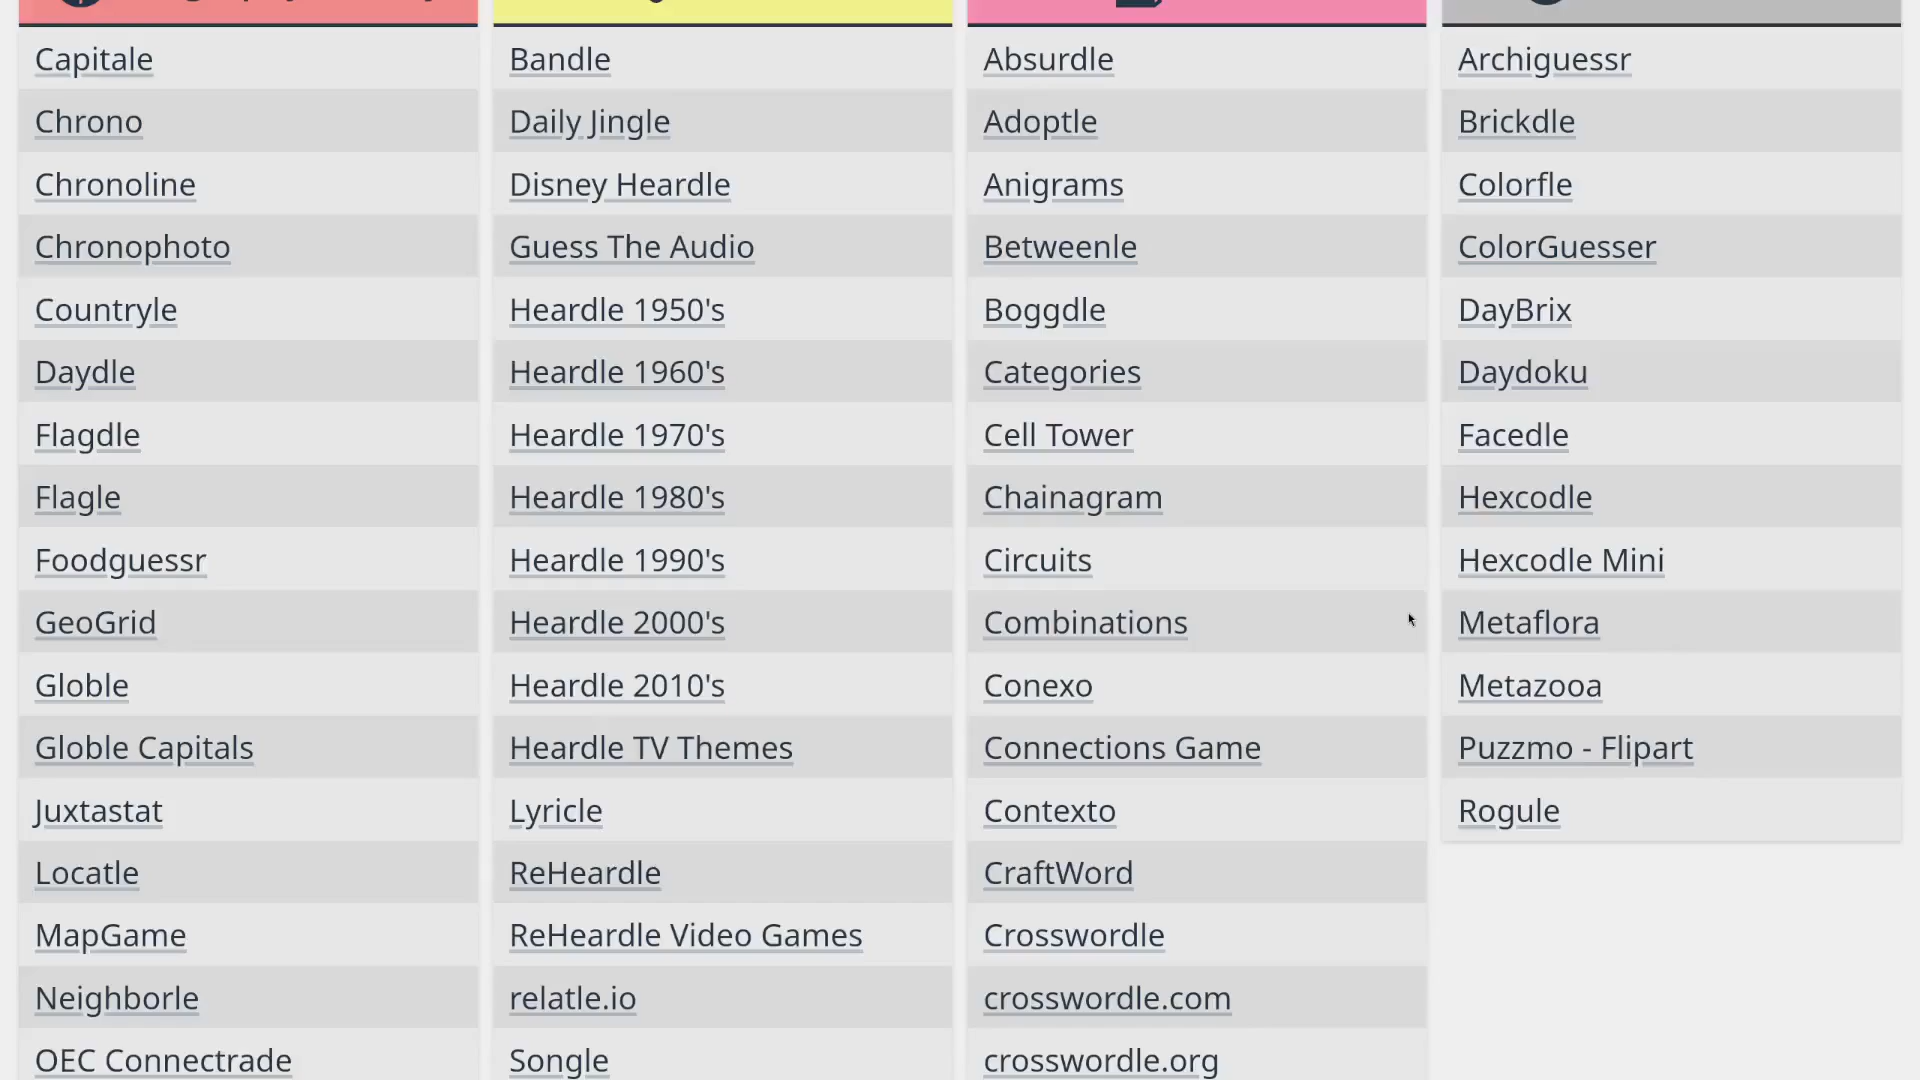 Capitale
Chrono
Chronoline
Chronophoto
Countryle
Daydle
Flagdle
Flagle
Foodguessr
GeoGrid
Globle
Globle Capitals
Juxtastat
Locatle
MapGame
Neighborle
OEC Connectrade
Bandle
Daily Jingle
Disney Heardle
Guess The Audio
Heardle 1950's
Heardle 1960's
Heardle 1970's
Heardle 1980's
Heardle 1990's
Heardle 2000's
Heardle 2010's
Heardle TV Themes
Lyricle
ReHeardle
ReHeardle Video Games
relatle.io
Songle
Absurdle
Adoptle
Anigrams
Betweenle
Boggdle
Categories
Cell Tower
Chainagram
Circuits
Combinations
Conexo
Connections Game
Contexto
CraftWord
Crosswordle
crosswordle.com
crosswordle.org
Archiguessr
Brickdle
Colorfle
ColorGuesser
DayBrix
Daydoku
Facedle
Hexcodle
Hexcodle Mini
Metaflora
Metazooa
Puzzmo - Flipart
Rogule